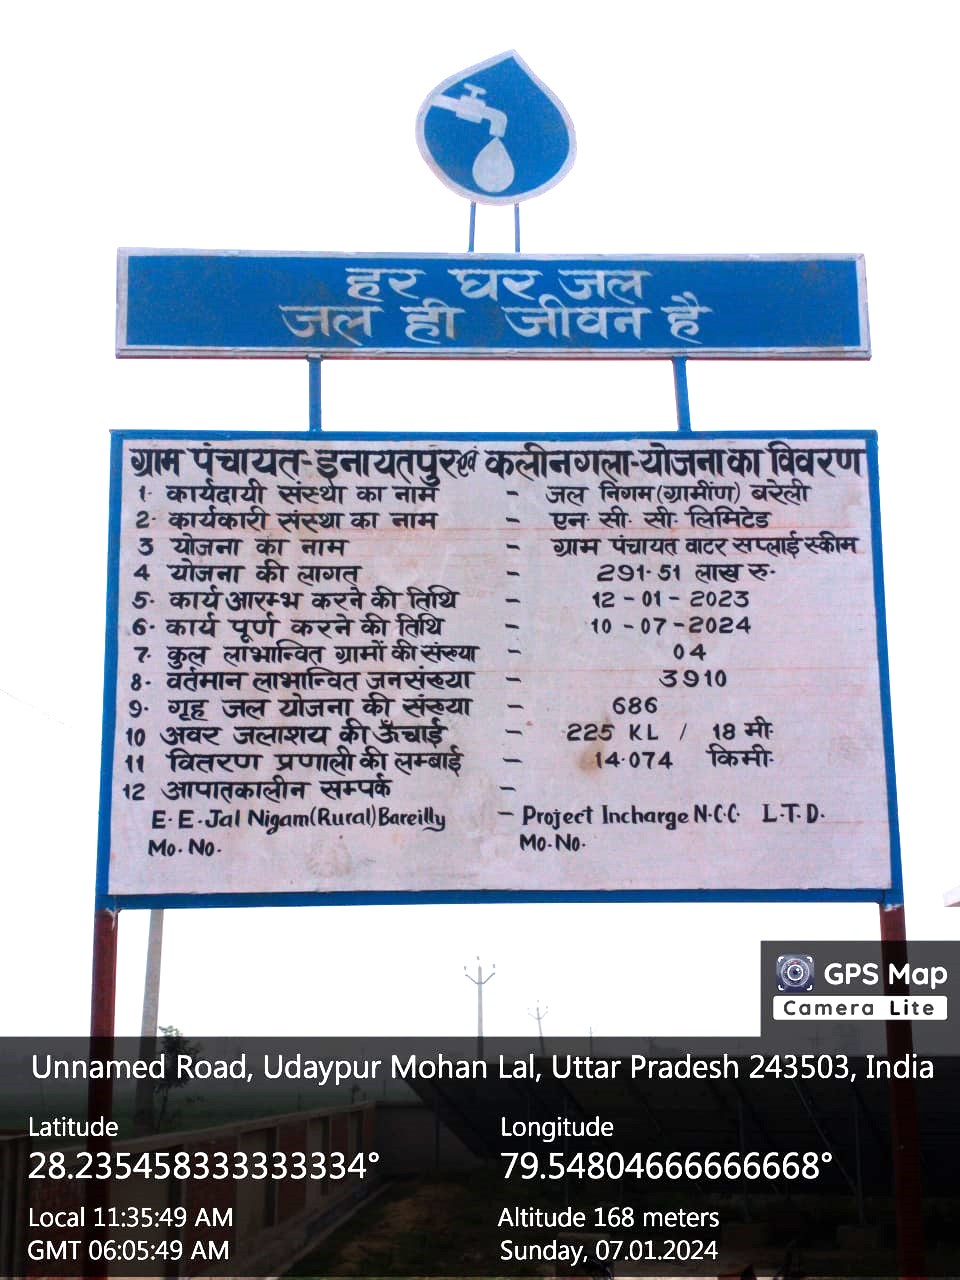 हर घर जल
जल ही जीवन है
ग्राम पंचायत-इनायतपुर एवं कलीनगला-योजना का विवरण
1. कार्यदायी संस्था का नाम - जल निगम (ग्रामींण) बरेली
2. कार्यकारी संस्था का नाम - एन. सी. सी. लिमिटेड
3 योजना का नाम - ग्राम पंचायत वाटर सप्लाई स्कीम
4 योजना की लागत - 291.51 लाख रु.
5. कार्य आरम्भ करने की तिथि - 12-01-2023
6. कार्य पूर्ण करने की तिथि - 10-07-2024
7. कुल लाभान्वित ग्रामों की संख्या - 04
8. वर्तमान लाभान्वित जनसंख्या - 3910
9. गृह जल योजना की संख्या - 686
10 अवर जलाशय की ऊँचाई - 225 KL / 18 मी.
11 वितरण प्रणाली की लम्बाई - 14.074 किमी.
12 आपातकालीन सम्पर्क -
E.E. Jal Nigam (Rural) Bareilly - Project Incharge N.C.C. L.T.D.
Mo. No. Mo. No.
GPS Map
Camera Lite
Unnamed Road, Udaypur Mohan Lal, Uttar Pradesh 243503, India
Latitude Longitude
28.235458333333334° 79.54804666666668°
Local 11:35:49 AM Altitude 168 meters
GMT 06:05:49 AM Sunday, 07.01.2024